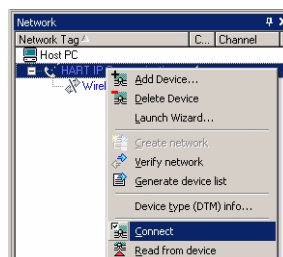 Network
Network Tag C... Channel
Host PC
HART IP
Wirel
Add Device...
Delete Device
Launch Wizard...
Create network
Verify network
Generate device list
Device type (DTM) info...
Connect
Read from device